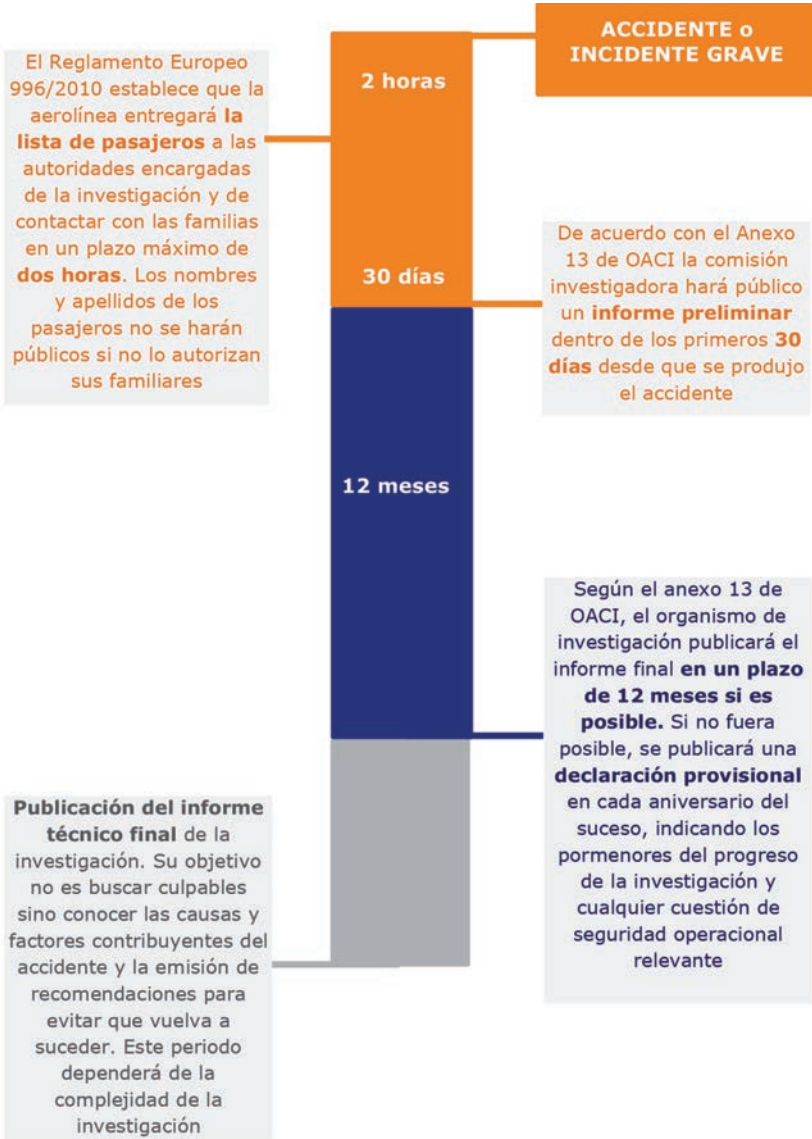 ACCIDENTE o
INCIDENTE GRAVE
2 horas
El Reglamento Europeo
996/2010 establece que la
aerolínea entregará la
lista de pasajeros a las
autoridades encargadas
de la investigación y de
contactar con las familias
en un plazo máximo de
dos horas. Los nombres
y apellidos de los
pasajeros no se harán
públicos si no lo autorizan
sus familiares
30 días
De acuerdo con el Anexo
13 de OACI la comisión
investigadora hará público
un informe preliminar
dentro de los primeros 30
días desde que se produjo
el accidente
12 meses
Según el anexo 13 de
OACI, el organismo de
investigación publicará el
informe final en un plazo
de 12 meses si es
posible. Si no fuera
posible, se publicará una
declaración provisional
en cada aniversario del
suceso, indicando los
pormenores del progreso
de la investigación y
cualquier cuestión de
seguridad operacional
relevante
Publicación del informe
técnico final de la
investigación. Su objetivo
no es buscar culpables
sino conocer las causas y
factores contribuyentes del
accidente y la emisión de
recomendaciones para
evitar que vuelva a
suceder. Este periodo
dependerá de la
complejidad de la
investigación